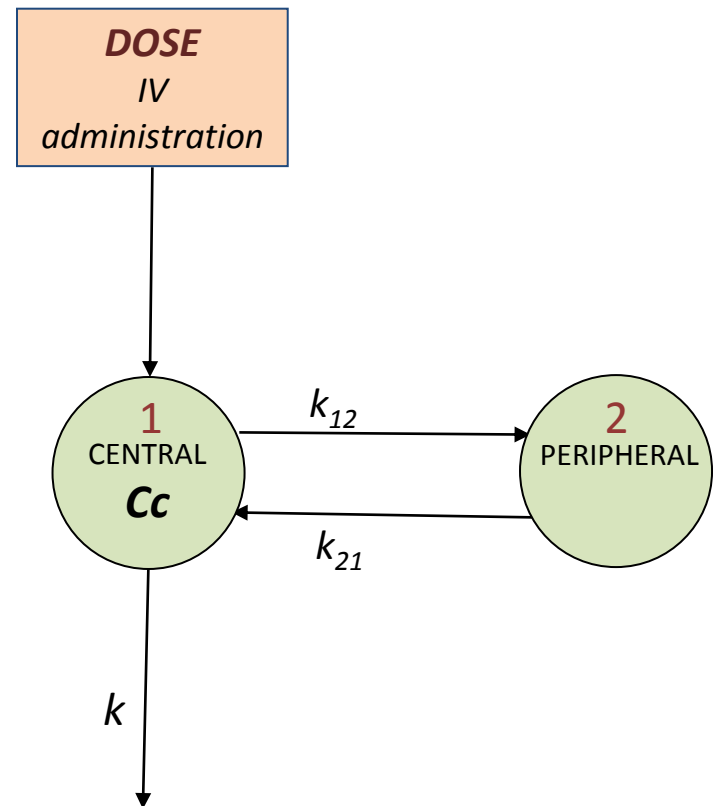 DOSE
IV
administration
1
CENTRAL
Cc
k12
2
PERIPHERAL
k21
k